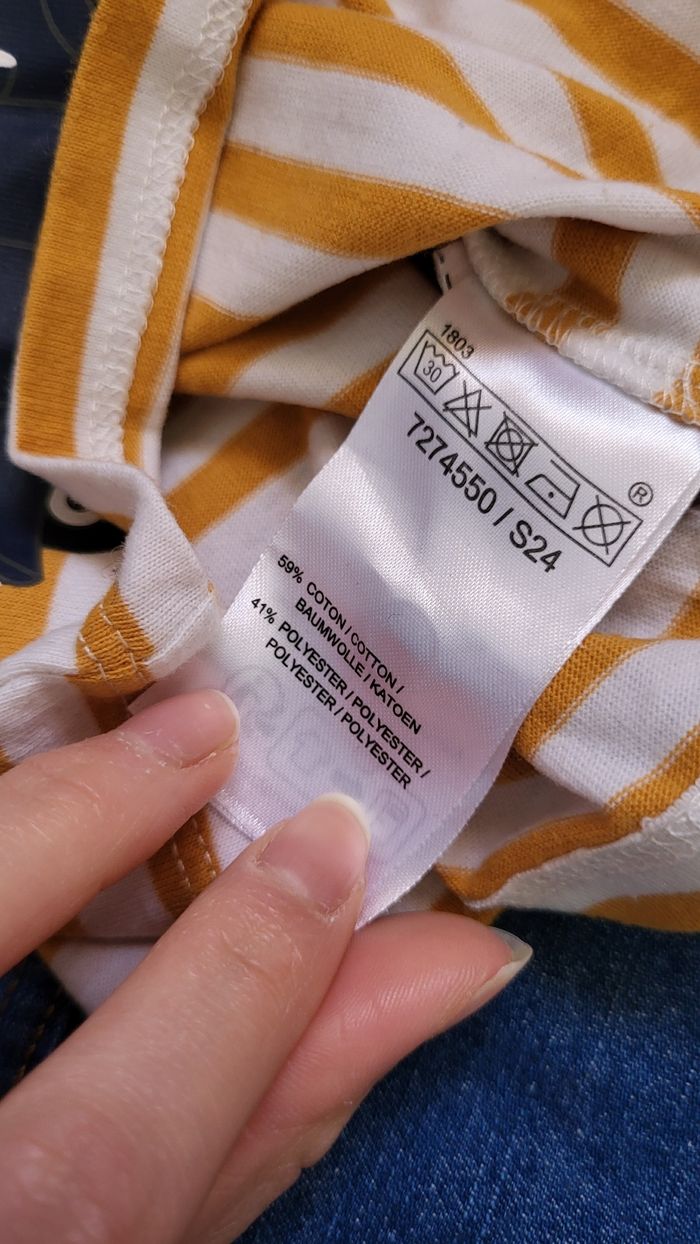 1803
30
®
7274550 / S24
59% COTON / COTTON /
BAUMWOLLE / KATOEN
41% POLYESTER / POLYESTER /
POLYESTER / POLYESTER